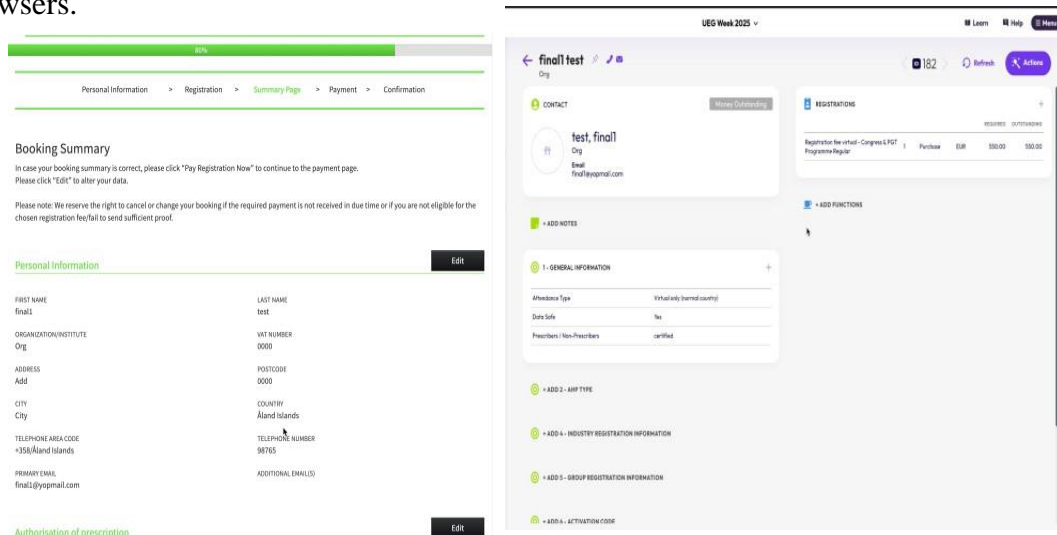 wsers.
80%
Personal Information > Registration > Summary Page > Payment > Confirmation
Booking Summary
In case your booking summary is correct, please click "Pay Registration Now" to continue to the payment page.
Please click "Edit" to alter your data.
Please note: We reserve the right to cancel or change your booking if the required payment is not received in due time or if you are not eligible for the
chosen registration fee/fail to send sufficient proof.
Personal Information Edit
FIRST NAME LAST NAME
final1 test
ORGANIZATION/INSTITUTE VAT NUMBER
Org 0000
ADDRESS POSTCODE
Add 0000
CITY COUNTRY
City Åland Islands
TELEPHONE AREA CODE TELEPHONE NUMBER
+358/Åland Islands 98765
PRIMARY EMAIL ADDITIONAL EMAIL(S)
final1@yopmail.com
Authorisation of prescription Edit
UEG Week 2025 Learn Help Menu
final1 test
Org
182 Refresh Actions
CONTACT Money Outstanding
test, final1
ft Org
Email
final1@yopmail.com
+ ADD NOTES
1 - GENERAL INFORMATION +
Attendance Type Virtual only (normal country)
Data Safe Yes
Prescribers / Non-Prescribers certified
+ ADD 2 - AHP TYPE
+ ADD 4 - INDUSTRY REGISTRATION INFORMATION
+ ADD 5 - GROUP REGISTRATION INFORMATION
+ ADD 6 - ACTIVATION CODE
REGISTRATIONS +
REQUIRED OUTSTANDING
Registration fee virtual - Congress & PGT 1 Purchase EUR 550.00 550.00
Programme Regular
+ ADD FUNCTIONS